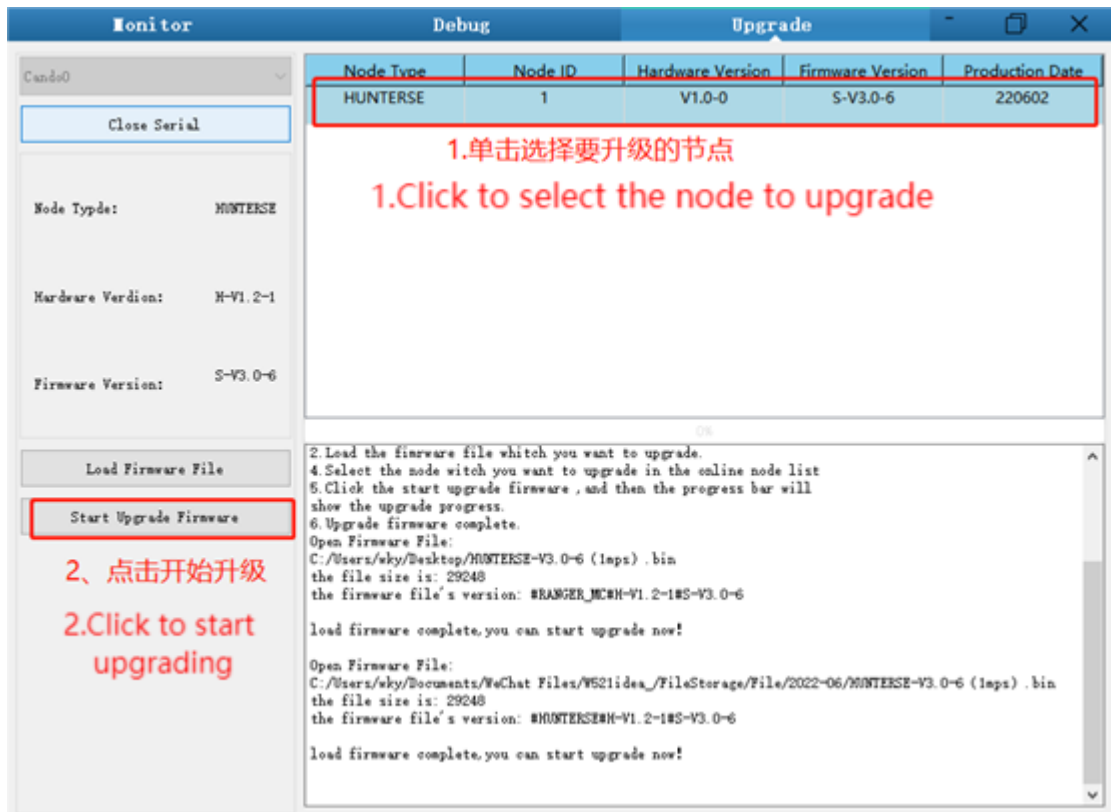 Monitor
Debug
Upgrade
Cando0
Close Serial
Node Typde:
HUNTERSE
Hardware Verdion:
H-V1.2-1
Firmware Version:
S-V3.0-6
Load Firmware File
Start Upgrade Firmware
2、点击开始升级
2.Click to start
upgrading
Node Type Node ID Hardware Version Firmware Version Production Date
HUNTERSE 1 V1.0-0 S-V3.0-6 220602
1.单击选择要升级的节点
1.Click to select the node to upgrade
0%
2.Load the firmware file whitch you want to upgrade.
4.Select the node witch you want to upgrade in the online node list
5.Click the start upgrade firmware ,and then the progress bar will
show the upgrade progress.
6.Upgrade firmware complete.
Open Firmware File:
C:/Users/wky/Desktop/HUNTERSE-V3.0-6 (1mps) .bin
the file size is: 29248
the firmware file's version: #RANGER_MC#H-V1.2-1#S-V3.0-6
load firmware complete,you can start upgrade now!
Open Firmware File:
C:/Users/wky/Documents/WeChat Files/W521idea_/FileStorage/File/2022-06/HUNTERSE-V3.0-6 (1mps) .bin
the file size is: 29248
the firmware file's version: #HUNTERSE#H-V1.2-1#S-V3.0-6
load firmware complete,you can start upgrade now!